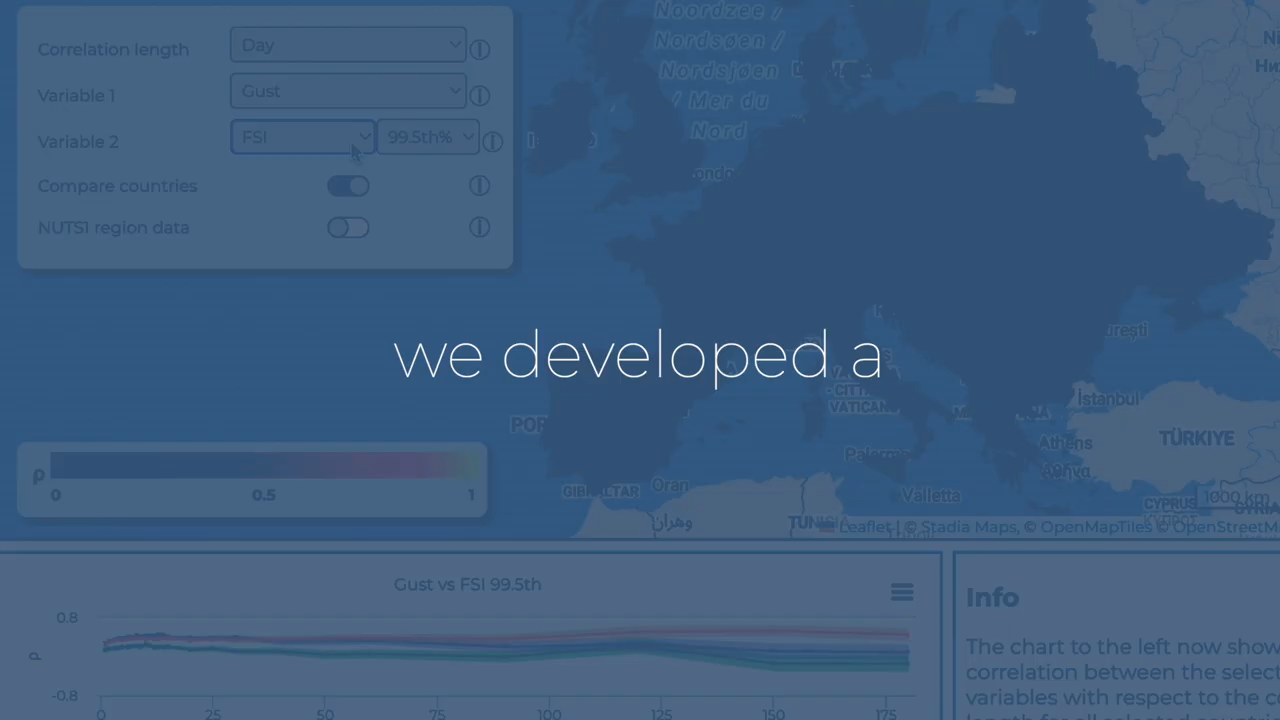 Correlation length
Day
Variable 1
Gust
Variable 2
FSI
99.5th%
Compare countries
NUTS1 region data
Noordzee /
Nordsøen /
Nordsjøen
/ Mer du
Nord
we developed a
ρ
0
0.5
1
İstanbul
Athens
Αθήνα
TÜRKIYE
VATICAN
Palermo
GIBRALTAR
Oran
وهران
Valletta
CYPRUS
1000 km
Leaflet | © Stadia Maps, © OpenMapTiles © OpenStreetM
Gust vs FSI 99.5th
0.8
ρ
-0.8
0
25
50
75
100
125
150
175
Info
The chart to the left now show
correlation between the select
variables with respect to the c